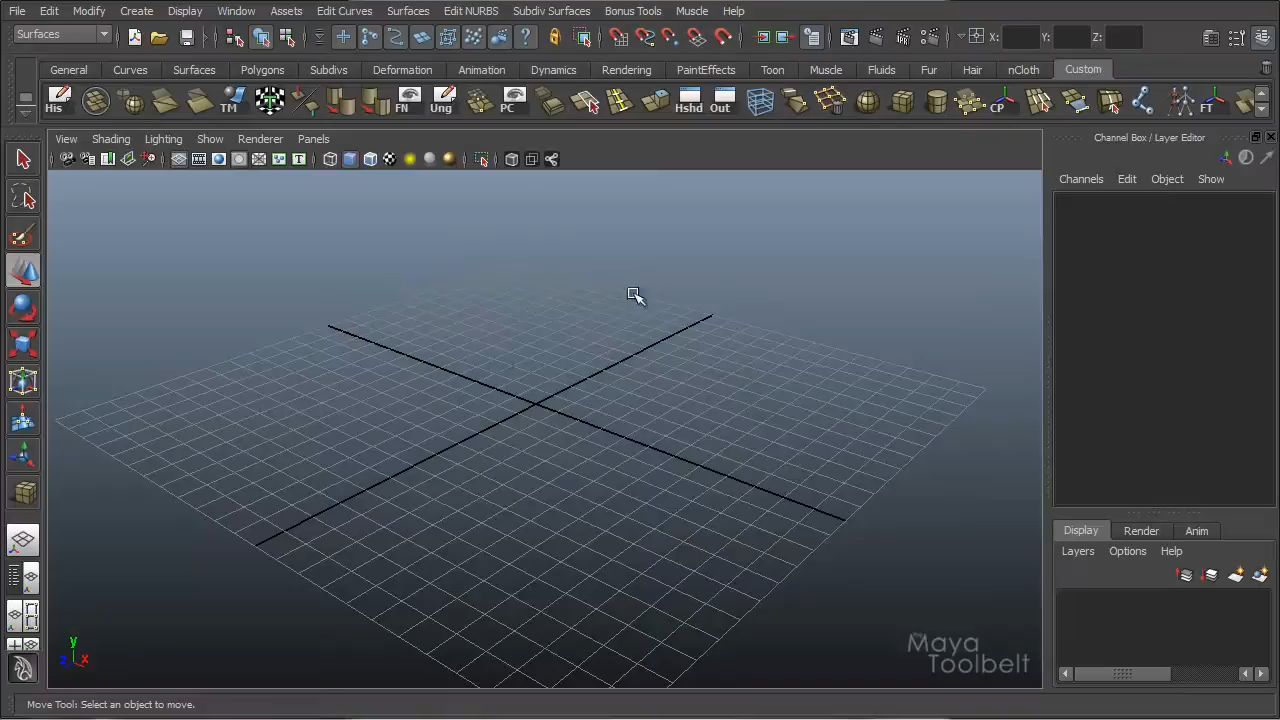 File Edit Modify Create Display Window Assets Edit Curves Surfaces Edit NURBS Subdiv Surfaces Bonus Tools Muscle Help
Surfaces X: Y: Z:
General Curves Surfaces Polygons Subdivs Deformation Animation Dynamics Rendering PaintEffects Toon Muscle Fluids Fur Hair nCloth Custom
His TM FN Ung PC Hshd Out CP FT
View Shading Lighting Show Renderer Panels
Channel Box / Layer Editor
Channels Edit Object Show
Display Render Anim
Layers Options Help
y
z x
Maya
Toolbelt
Move Tool: Select an object to move.